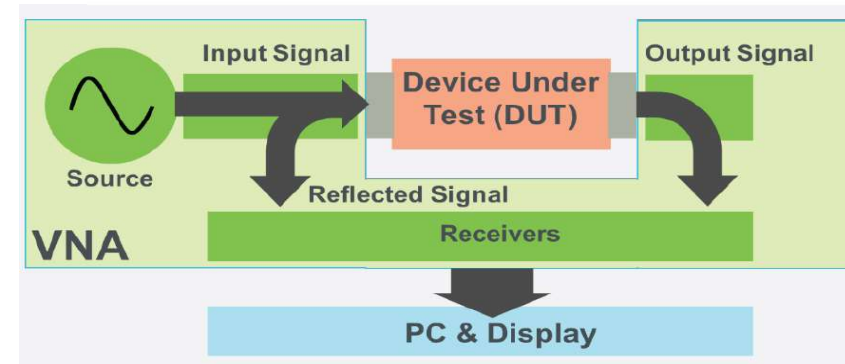 Input Signal
Output Signal
Device Under
Test (DUT)
Source
Reflected Signal
VNA
Receivers
PC & Display